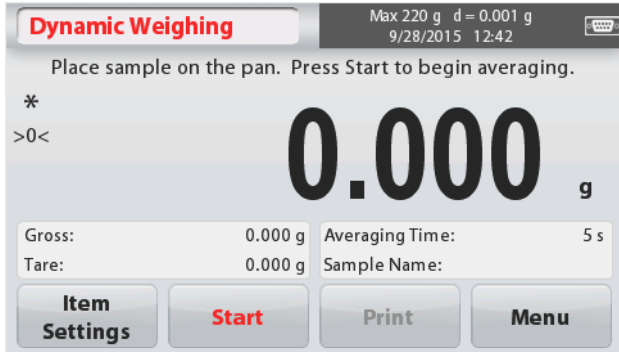 Dynamic Weighing
Max 220 g d = 0.001 g
9/28/2015 12:42
Place sample on the pan. Press Start to begin averaging.
*
>0<
0.000 g
Gross: 0.000 g Averaging Time: 5 s
Tare: 0.000 g Sample Name:
Item Settings Start Print Menu